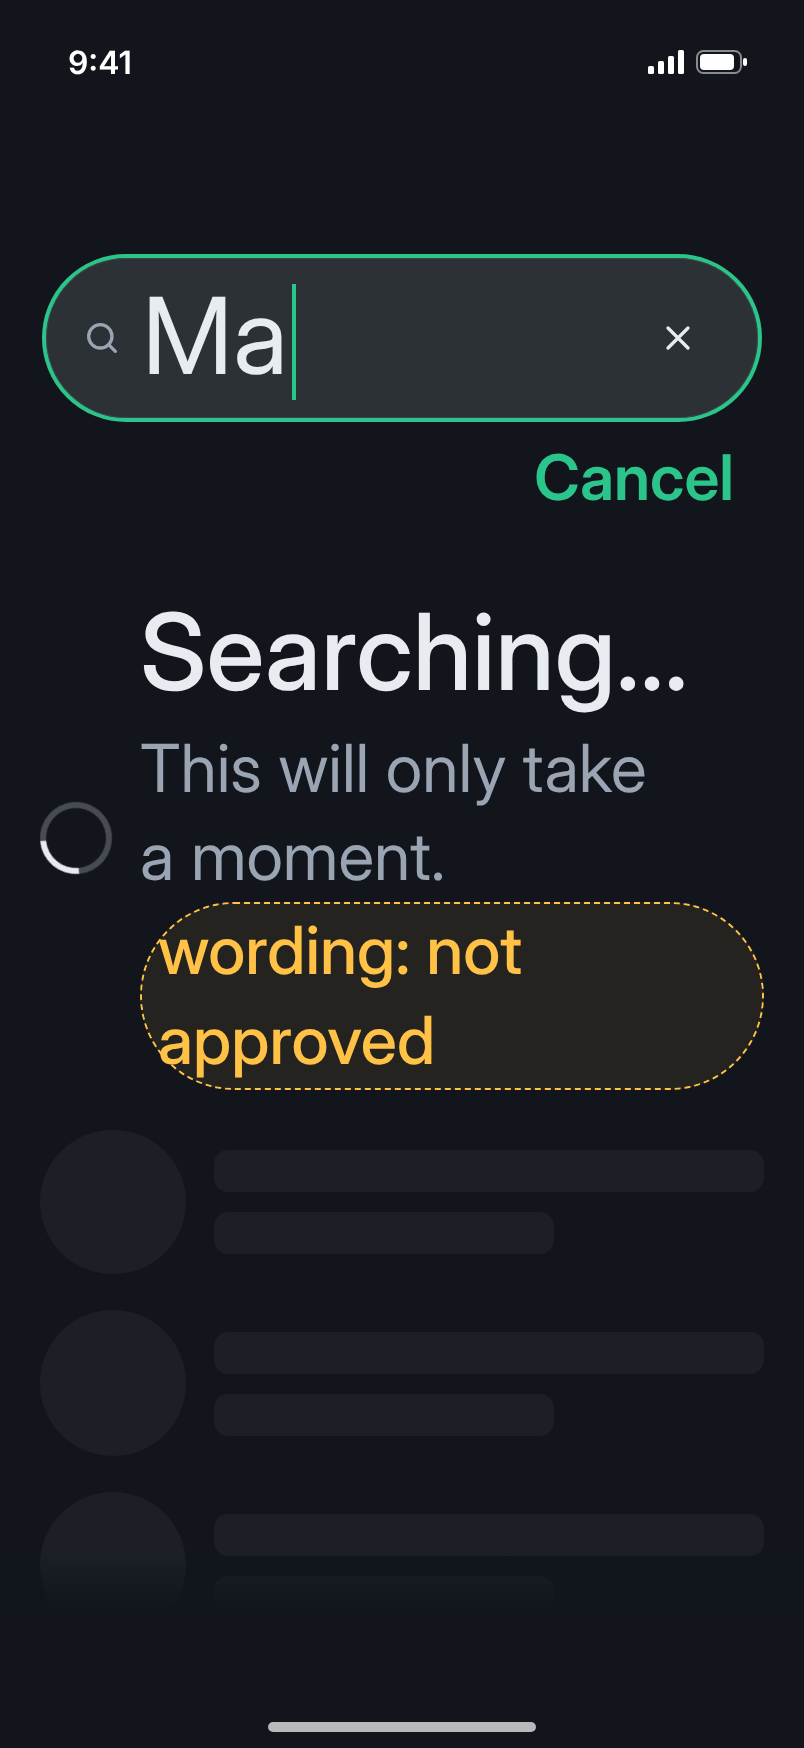 9:41
Ma
Cancel
Searching...
This will only take
a moment.
wording: not
approved